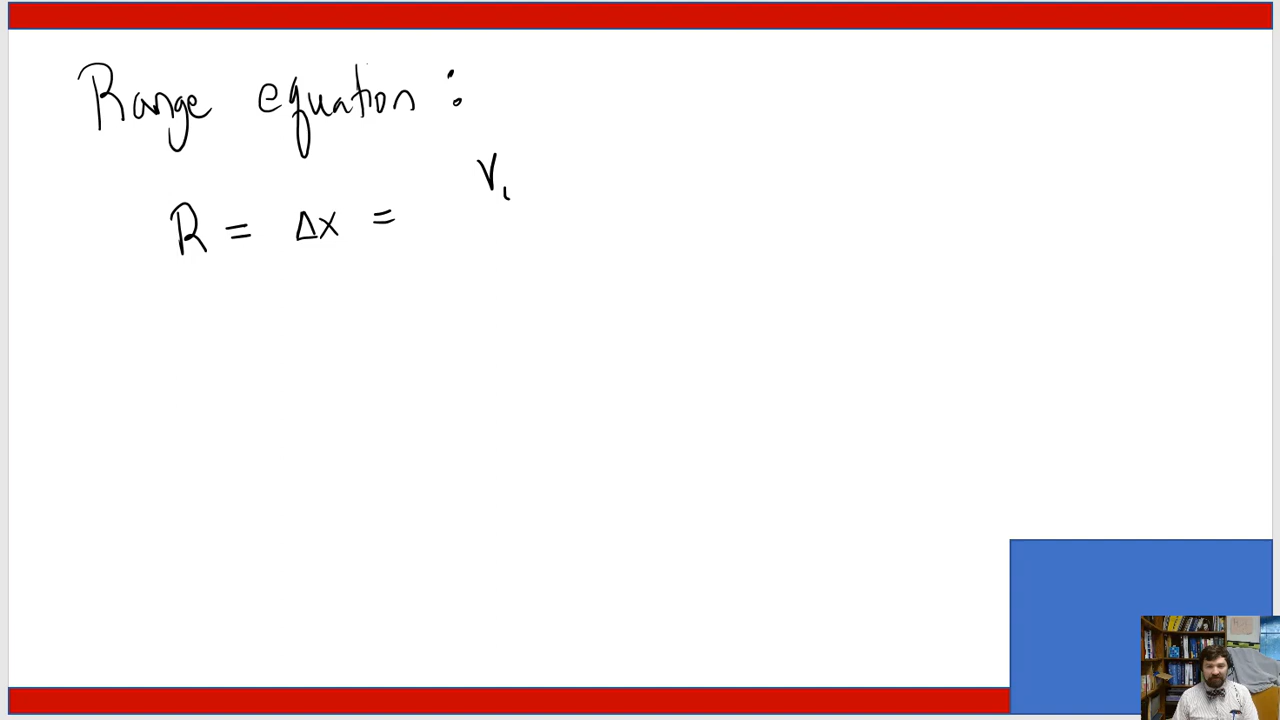 Range equation :
R = Δx = v₁